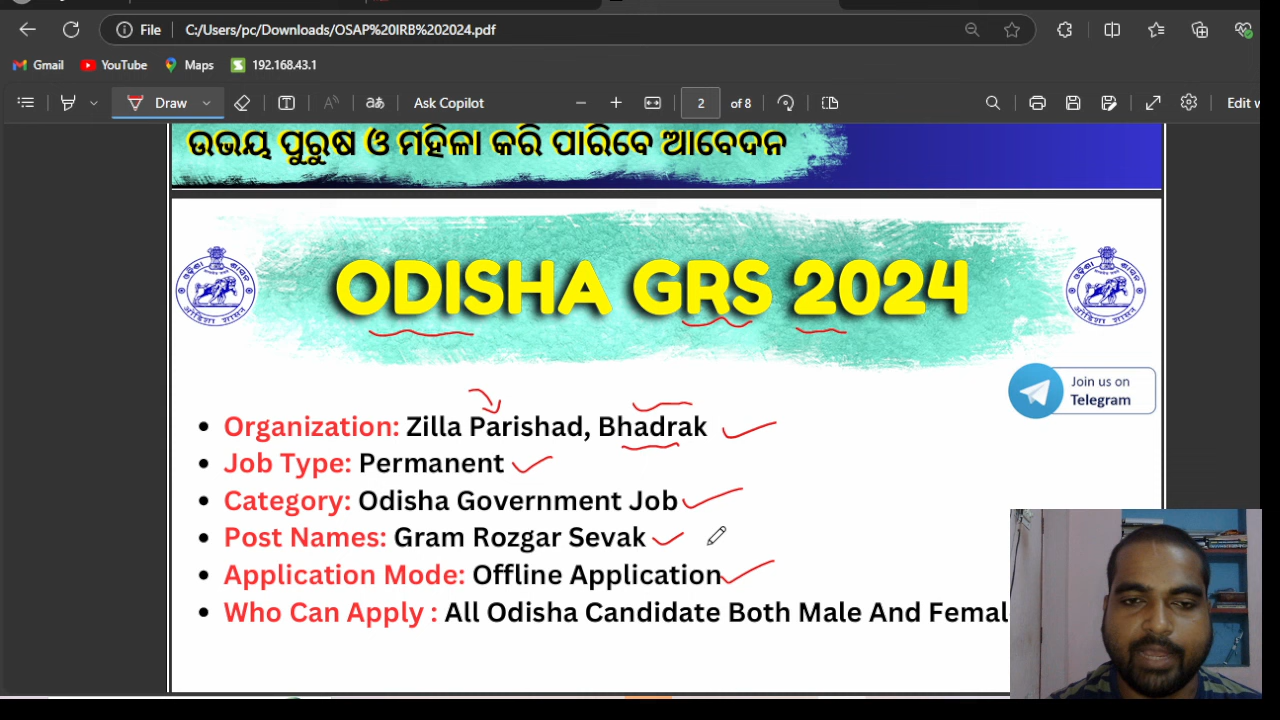 File C:/Users/pc/Downloads/OSAP%20IRB%202024.pdf
Gmail YouTube Maps 192.168.43.1
Draw Ask Copilot 2 of 8 Edit
ଉଭୟ ପୁରୁଷ ଓ ମହିଳା କରି ପାରିବେ ଆବେଦନ
ODISHA GRS 2024
Join us on
Telegram
• Organization: Zilla Parishad, Bhadrak
• Job Type: Permanent
• Category: Odisha Government Job
• Post Names: Gram Rozgar Sevak
• Application Mode: Offline Application
• Who Can Apply : All Odisha Candidate Both Male And Femal